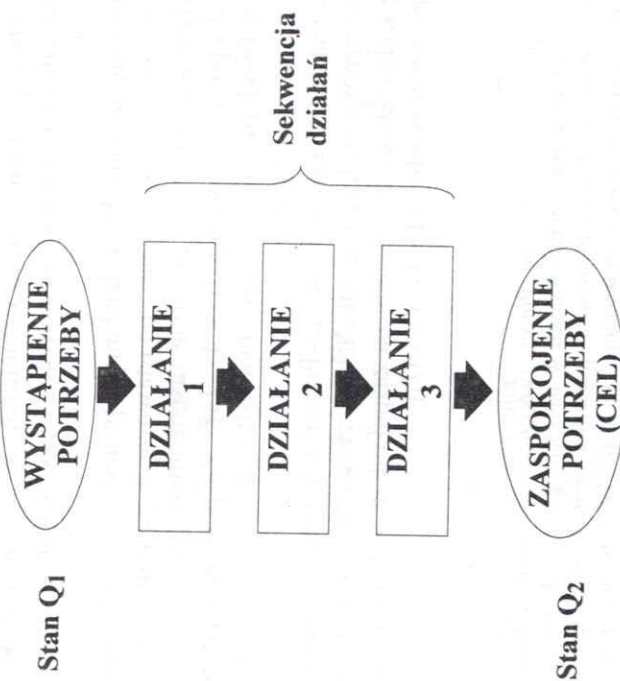 Stan Q1
WYSTĄPIENIE
POTRZEBY
DZIAŁANIE
1
DZIAŁANIE
2
DZIAŁANIE
3
Sekwencja
działań
Stan Q2
ZASPOKOJENIE
POTRZEBY
(CEL)